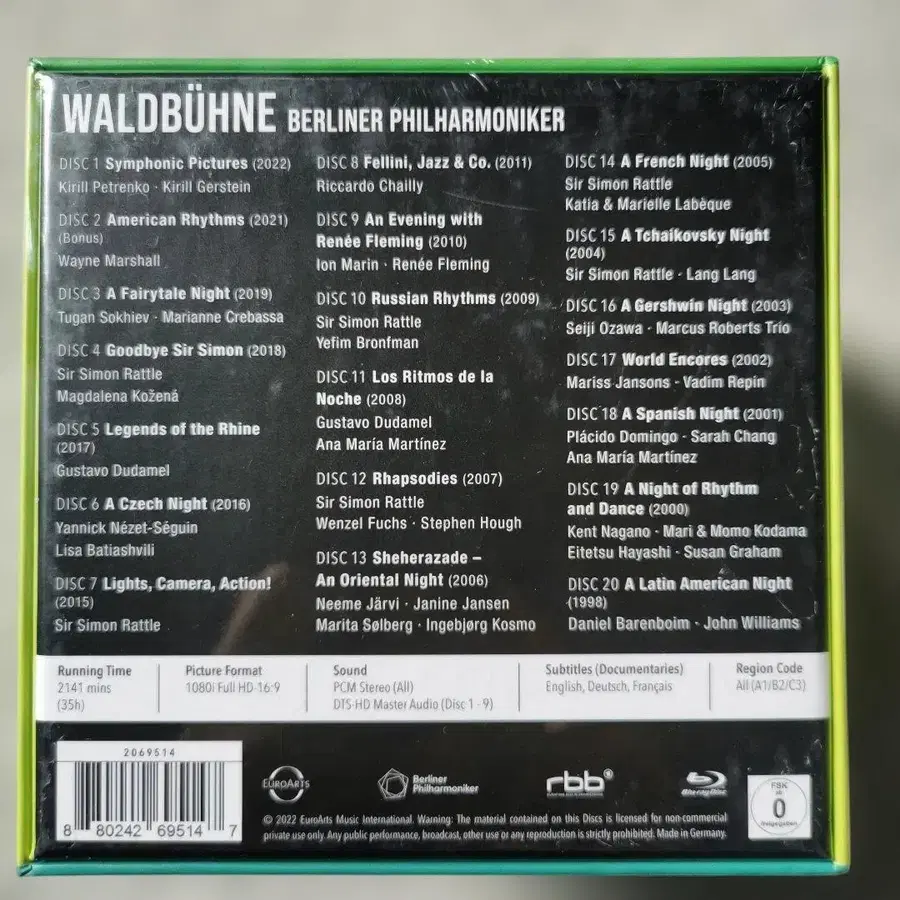 WALDBÜHNE BERLINER PHILHARMONIKER
DISC 1 Symphonic Pictures (2022)
Kirill Petrenko · Kirill Gerstein
DISC 2 American Rhythms (2021)
(Bonus)
Wayne Marshall
DISC 3 A Fairytale Night (2019)
Tugan Sokhiev · Marianne Crebassa
DISC 4 Goodbye Sir Simon (2018)
Sir Simon Rattle
Magdalena Kožená
DISC 5 Legends of the Rhine
(2017)
Gustavo Dudamel
DISC 6 A Czech Night (2016)
Yannick Nézet-Séguin
Lisa Batiashvili
DISC 7 Lights, Camera, Action!
(2015)
Sir Simon Rattle
DISC 8 Fellini, Jazz & Co. (2011)
Riccardo Chailly
DISC 9 An Evening with
Renée Fleming (2010)
Ion Marin · Renée Fleming
DISC 10 Russian Rhythms (2009)
Sir Simon Rattle
Yefim Bronfman
DISC 11 Los Ritmos de la
Noche (2008)
Gustavo Dudamel
Ana María Martínez
DISC 12 Rhapsodies (2007)
Sir Simon Rattle
Wenzel Fuchs · Stephen Hough
DISC 13 Sheherazade –
An Oriental Night (2006)
Neeme Järvi · Janine Jansen
Marita Sølberg · Ingebjørg Kosmo
DISC 14 A French Night (2005)
Sir Simon Rattle
Katia & Marielle Labèque
DISC 15 A Tchaikovsky Night
(2004)
Sir Simon Rattle · Lang Lang
DISC 16 A Gershwin Night (2003)
Seiji Ozawa · Marcus Roberts Trio
DISC 17 World Encores (2002)
Mariss Jansons · Vadim Repin
DISC 18 A Spanish Night (2001)
Plácido Domingo · Sarah Chang
Ana María Martínez
DISC 19 A Night of Rhythm
and Dance (2000)
Kent Nagano · Mari & Momo Kodama
Eitetsu Hayashi · Susan Graham
DISC 20 A Latin American Night
(1998)
Daniel Barenboim · John Williams
Running Time
2141 mins
(35h)
Picture Format
1080i Full HD·16:9
Sound
PCM Stereo (All)
DTS-HD Master Audio (Disc 1 - 9)
Subtitles (Documentaries)
English, Deutsch, Français
Region Code
All (A1/B2/C3)
2069514
8 80242 69514 7
EUROARTS
Berliner
Philharmoniker
rbb
Blu-ray Disc
FSK
ab
0
freigegeben
© 2022 EuroArts Music International. Warning: The material contained on this Discs is licensed for non-commercial
private use only. Any public performance, broadcast, other use or any reproduction is strictly prohibited. Made in Germany.